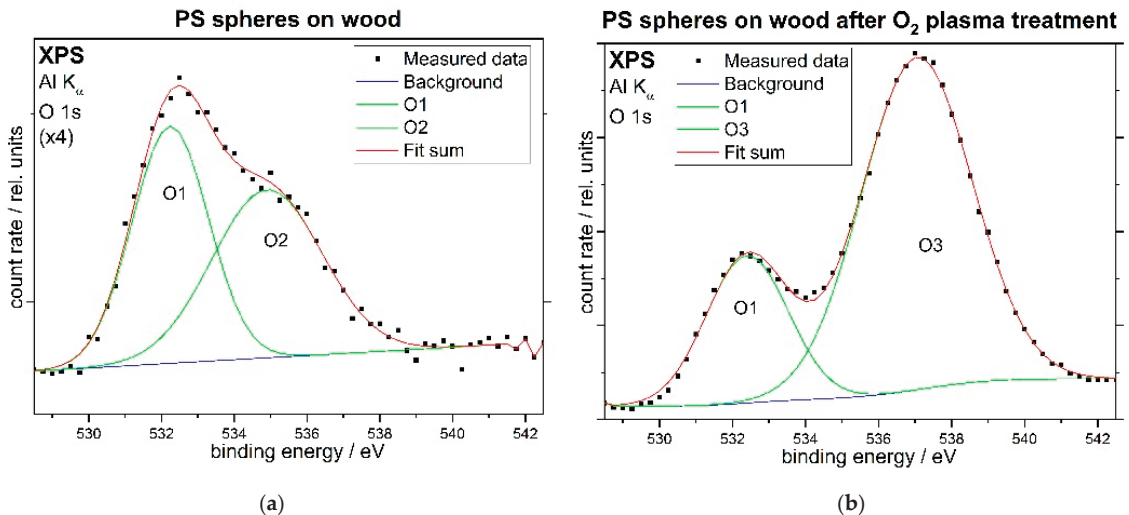 PS spheres on wood
XPS
Al Kα
O 1s
(x4)
Measured data
Background
O1
O2
Fit sum
O1
O2
count rate / rel. units
530 532 534 536 538 540 542
binding energy / eV
(a)
PS spheres on wood after O2 plasma treatment
XPS
Al Kα
O 1s
Measured data
Background
O1
O3
Fit sum
O1
O3
count rate / rel. units
530 532 534 536 538 540 542
binding energy / eV
(b)